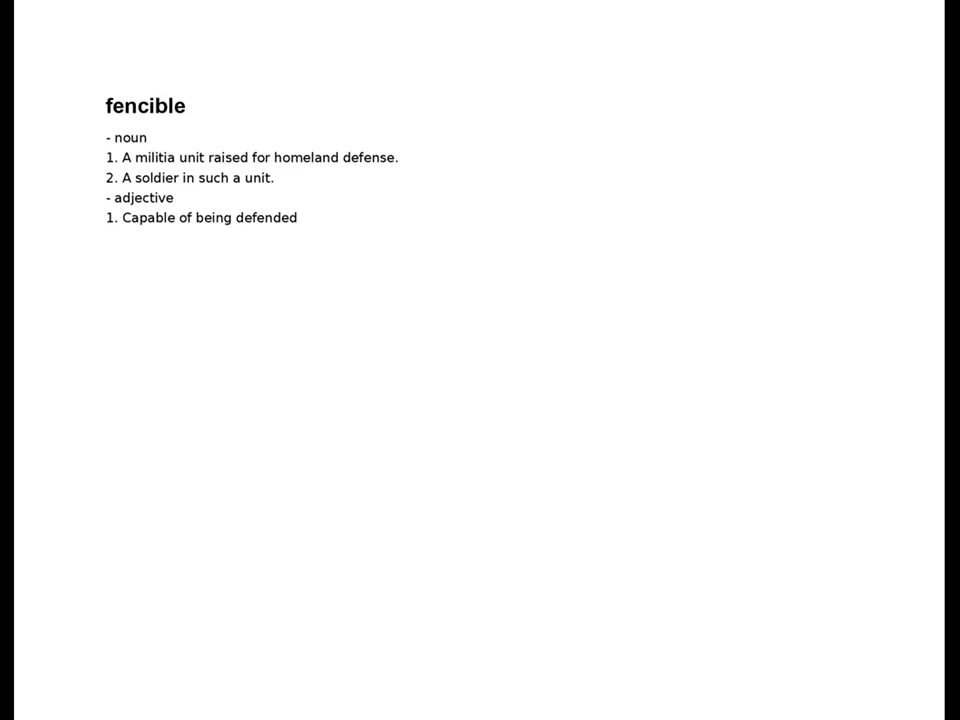 fencible
- noun
1. A militia unit raised for homeland defense.
2. A soldier in such a unit.
- adjective
1. Capable of being defended